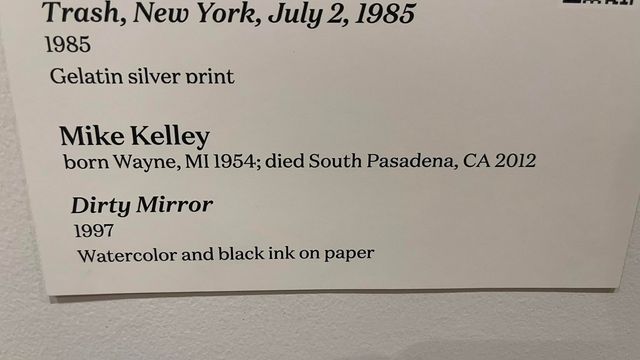 Trash, New York, July 2, 1985
1985
Gelatin silver print
Mike Kelley
born Wayne, MI 1954; died South Pasadena, CA 2012
Dirty Mirror
1997
Watercolor and black ink on paper